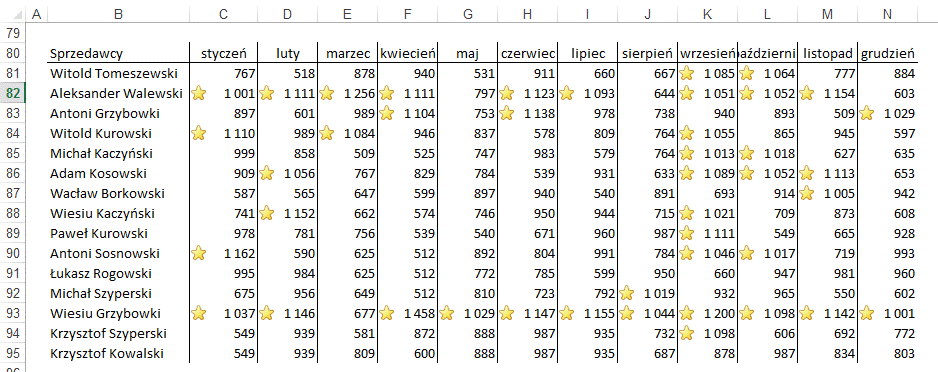 A B C D E F G H I J K L M N
79
80 Sprzedawcy styczeń luty marzec kwiecień maj czerwiec lipiec sierpień wrzesień aździerni listopad grudzień
81 Witold Tomeszewski 767 518 878 940 531 911 660 667 1 085 1 064 777 884
82 Aleksander Walewski 1 001 1 111 1 256 1 111 797 1 123 1 093 644 1 051 1 052 1 154 603
83 Antoni Grzybowki 897 601 989 1 104 753 1 138 978 738 940 893 509 1 029
84 Witold Kurowski 1 110 989 1 084 946 837 578 809 764 1 055 865 945 597
85 Michał Kaczyński 999 858 509 525 747 983 579 764 1 013 1 018 627 635
86 Adam Kosowski 909 1 056 767 829 784 539 931 633 1 089 1 052 1 113 653
87 Wacław Borkowski 587 565 647 599 897 940 540 891 693 914 1 005 942
88 Wiesiu Kaczyński 741 1 152 662 574 746 950 944 715 1 021 709 873 608
89 Paweł Kurowski 978 781 756 539 540 671 960 987 1 111 549 665 928
90 Antoni Sosnowski 1 162 590 625 512 892 804 991 784 1 046 1 017 719 993
91 Łukasz Rogowski 995 984 625 512 772 785 599 950 660 947 981 960
92 Michał Szyperski 675 956 649 512 810 723 792 1 019 932 965 550 602
93 Wiesiu Grzybowki 1 037 1 146 677 1 458 1 029 1 147 1 155 1 044 1 200 1 098 1 142 1 001
94 Krzysztof Szyperski 549 939 581 872 888 987 935 732 1 098 606 692 772
95 Krzysztof Kowalski 549 939 809 600 888 987 935 687 878 987 834 803